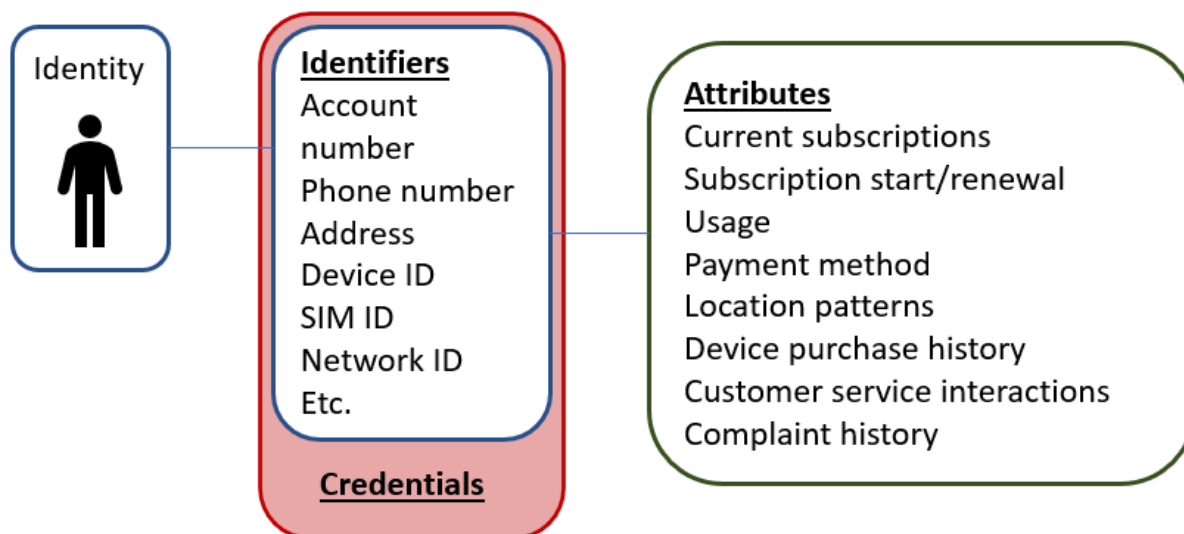 Identity
Identifiers
Account
number
Phone number
Address
Device ID
SIM ID
Network ID
Etc.
Credentials
Attributes
Current subscriptions
Subscription start/renewal
Usage
Payment method
Location patterns
Device purchase history
Customer service interactions
Complaint history